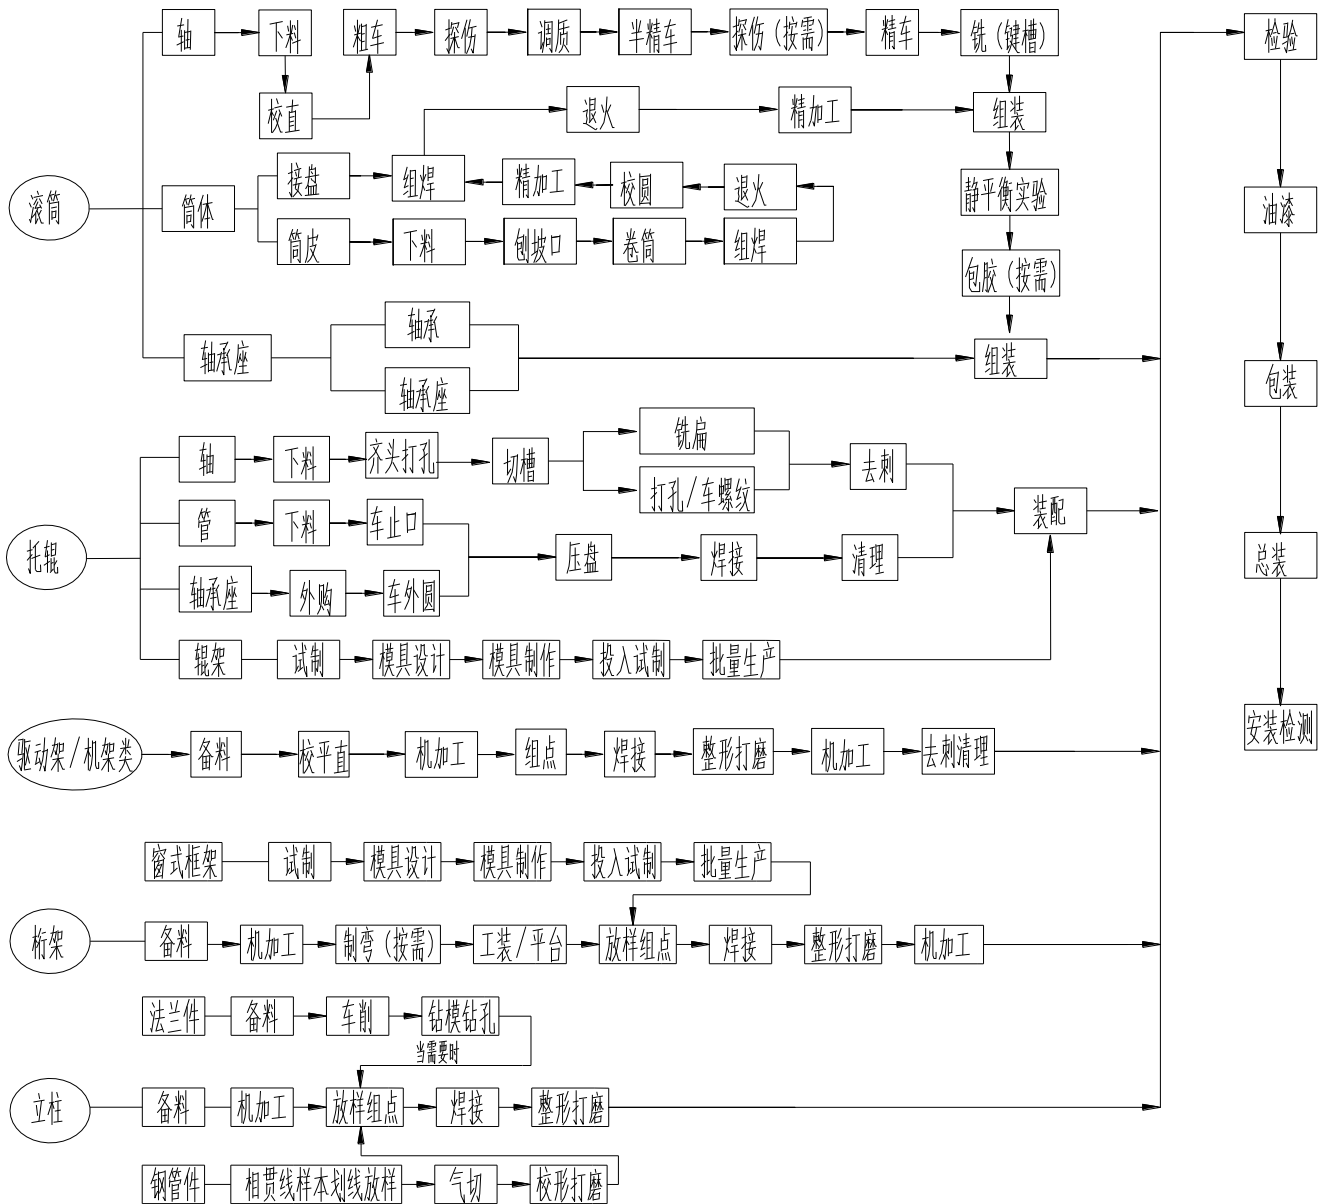 轴 下料 粗车 探伤 调质 半精车 探伤（按需） 精车 铣（键槽） 检验
校直 退火 精加工 组装
接盘 组焊 精加工 校圆 退火 静平衡实验
滚筒 筒体 油漆
筒皮 下料 刨坡口 卷筒 组焊 包胶（按需）
轴承
轴承座 组装
轴承座 包装
铣扁
轴 下料 齐头打孔 切槽 去刺
打孔/车螺纹
管 下料 车止口 装配
托辊 压盘 焊接 清理 总装
轴承座 外购 车外圆
辊架 试制 模具设计 模具制作 投入试制 批量生产
安装检测
驱动架/机架类 备料 校平直 机加工 组点 焊接 整形打磨 机加工 去刺清理
窗式框架 试制 模具设计 模具制作 投入试制 批量生产
桁架 备料 机加工 制弯（按需） 工装/平台 放样组点 焊接 整形打磨 机加工
法兰件 备料 车削 钻模钻孔
当需要时
立柱 备料 机加工 放样组点 焊接 整形打磨
钢管件 相贯线样本划线放样 气切 校形打磨